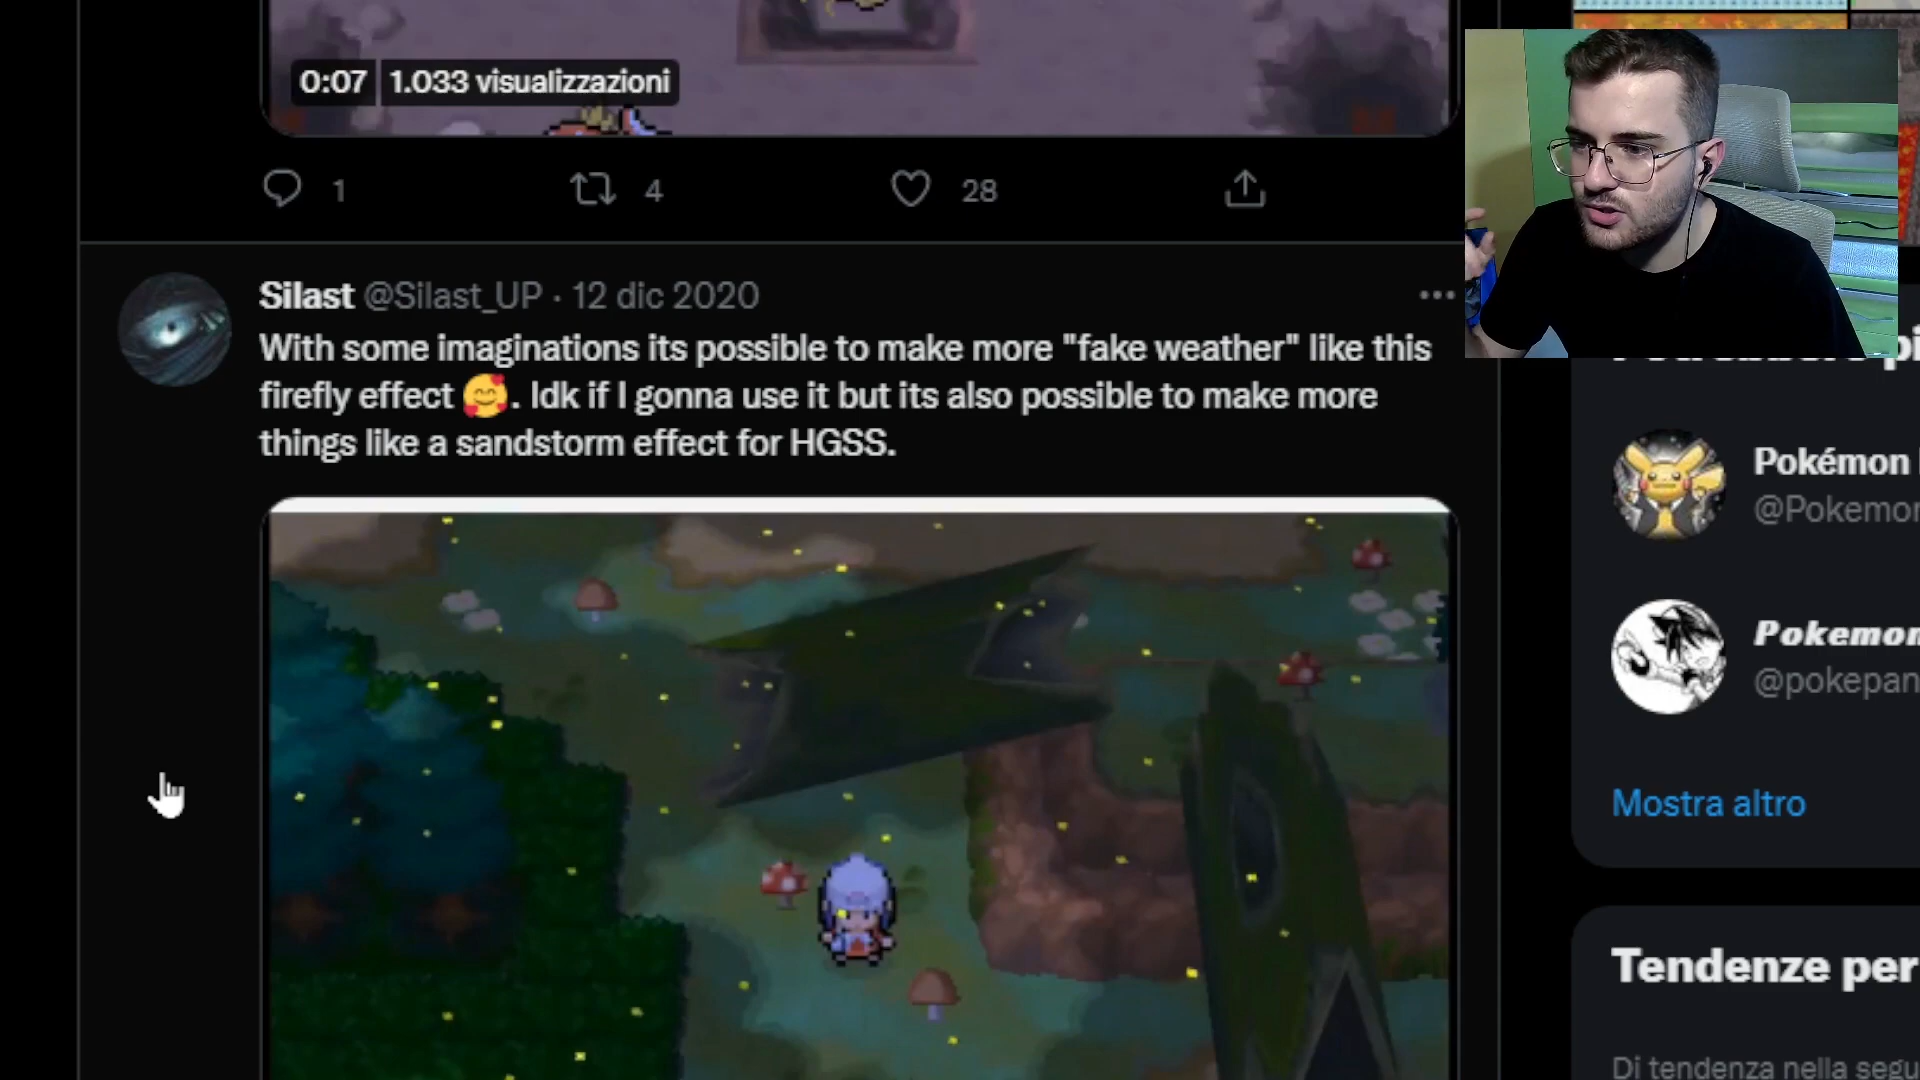 0:07 1.033 visualizzazioni
1 4 28
Silast @Silast_UP · 12 dic 2020
With some imaginations its possible to make more "fake weather" like this
firefly effect 🥰. Idk if I gonna use it but its also possible to make more
things like a sandstorm effect for HGSS.
Pokémon
@Pokemon
Pokemon
@pokepan
Mostra altro
Tendenze per
Di tendenza nella segu